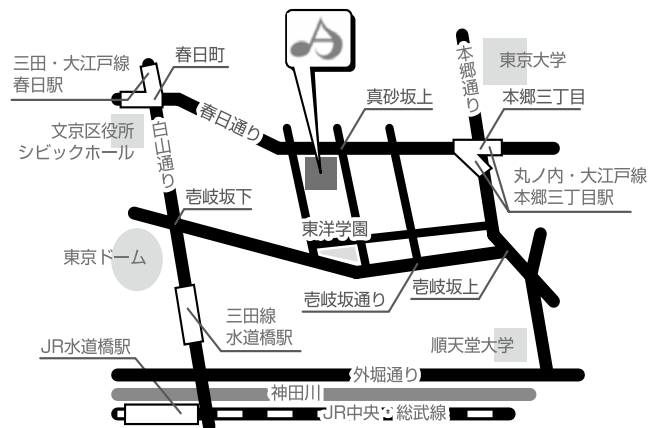 三田・大江戸線
春日駅
春日町
文京区役所
シビックホール
白山通り
春日通り
真砂坂上
本郷通り
東京大学
本郷三丁目
丸ノ内・大江戸線
本郷三丁目駅
壱岐坂下
東洋学園
東京ドーム
壱岐坂通り
壱岐坂上
三田線
水道橋駅
JR水道橋駅
順天堂大学
外堀通り
神田川
JR中央・総武線